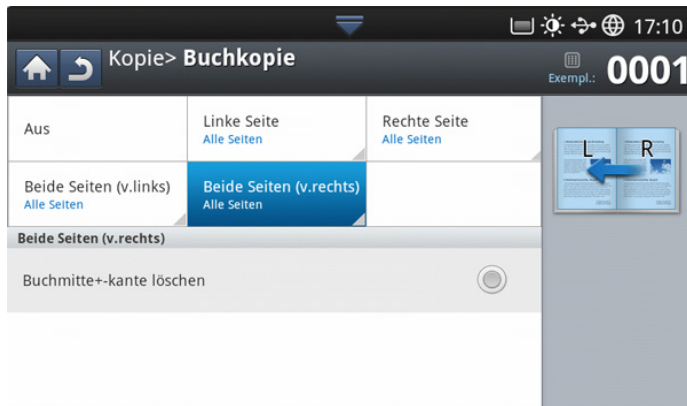 17:10
Kopie> Buchkopie
Exempl.: 0001
Aus
Linke Seite
Alle Seiten
Rechte Seite
Alle Seiten
Beide Seiten (v.links)
Alle Seiten
Beide Seiten (v.rechts)
Alle Seiten
L R
Beide Seiten (v.rechts)
Buchmitte+-kante löschen